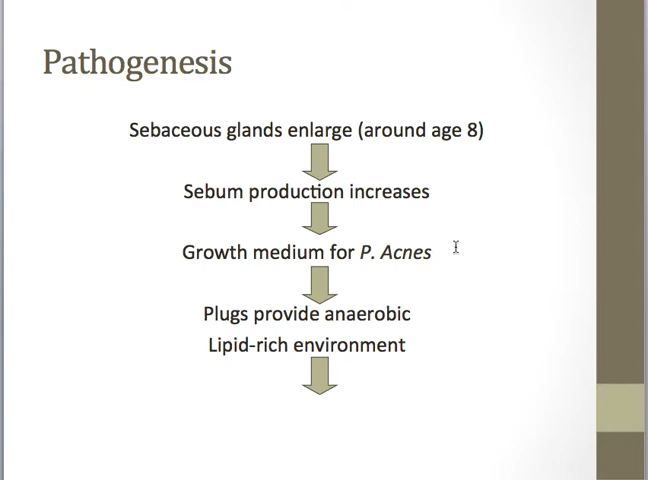 Pathogenesis
Sebaceous glands enlarge (around age 8)
Sebum production increases
Growth medium for P. Acnes
Plugs provide anaerobic
Lipid-rich environment